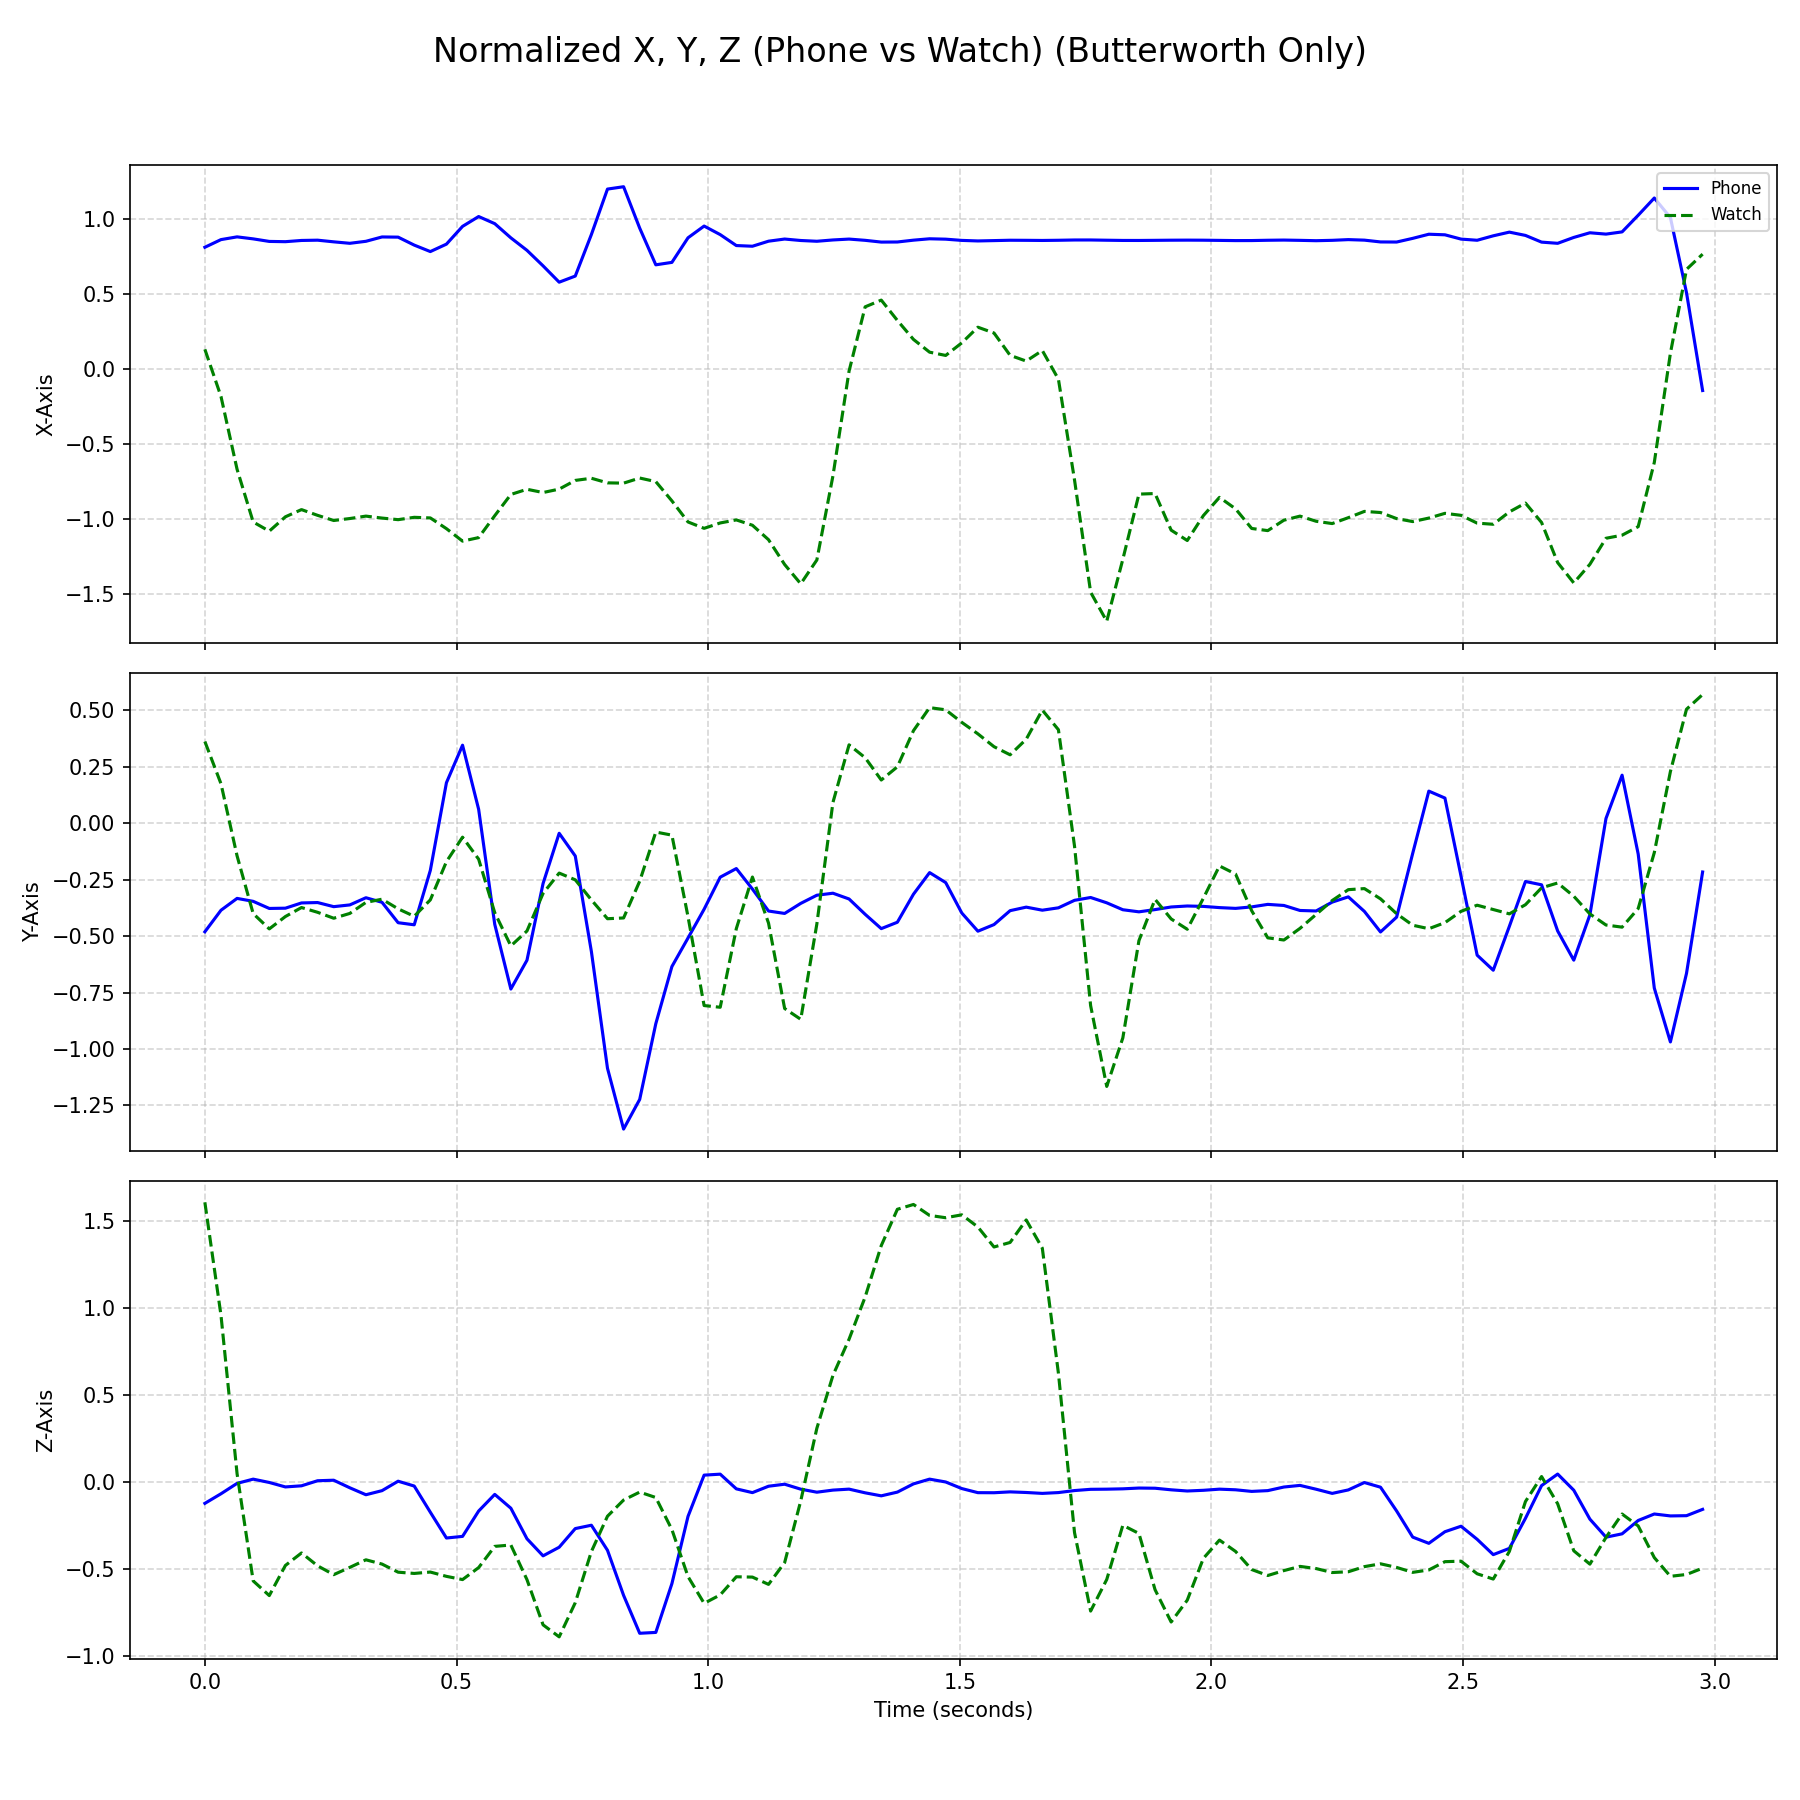 Normalized X, Y, Z (Phone vs Watch) (Butterworth Only)
Phone
Watch
1.0
0.5
0.0
−0.5
−1.0
−1.5
X-Axis
0.50
0.25
0.00
−0.25
−0.50
−0.75
−1.00
−1.25
Y-Axis
1.5
1.0
0.5
0.0
−0.5
−1.0
Z-Axis
0.0 0.5 1.0 1.5 2.0 2.5 3.0
Time (seconds)